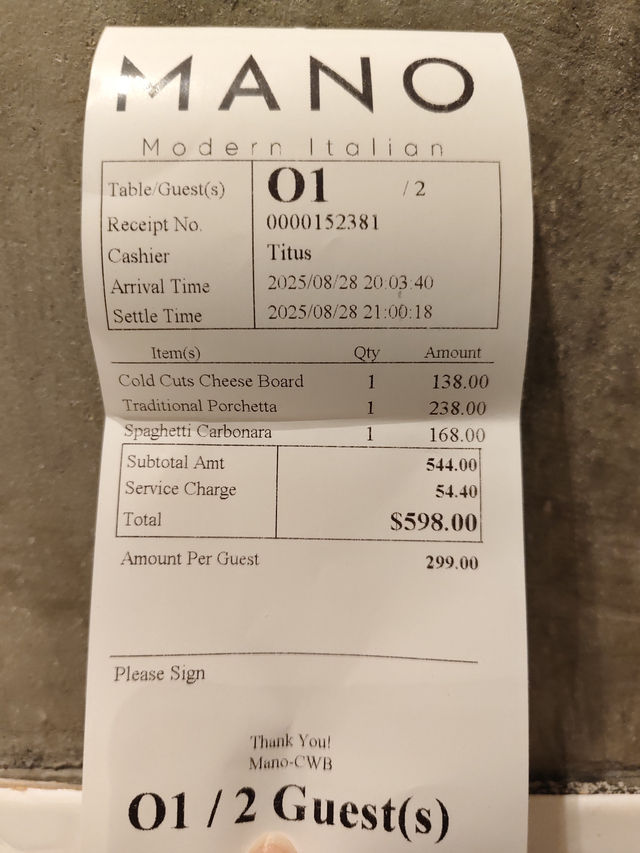 MANO
Modern Italian
Table/Guest(s) O1 / 2
Receipt No. 0000152381
Cashier Titus
Arrival Time 2025/08/28 20:03:40
Settle Time 2025/08/28 21:00:18
Item(s) Qty Amount
Cold Cuts Cheese Board 1 138.00
Traditional Porchetta 1 238.00
Spaghetti Carbonara 1 168.00
Subtotal Amt 544.00
Service Charge 54.40
Total $598.00
Amount Per Guest 299.00
Please Sign
Thank You!
Mano-CWB
O1 / 2 Guest(s)